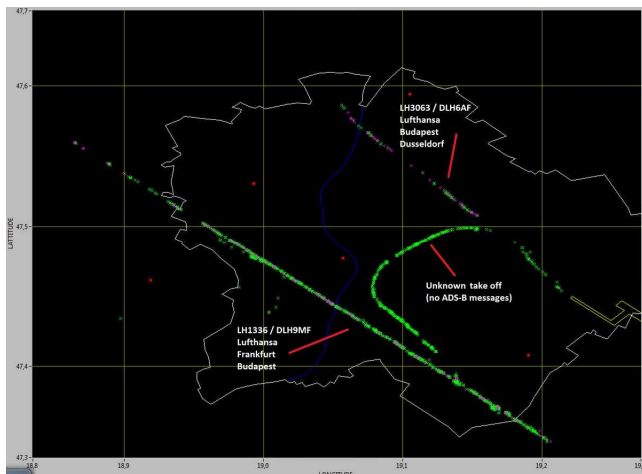 47,7
47,6
LH3063 / DLH6AF
Lufthansa
Budapest
Dusseldorf
47,5
LATTITUDE
Unknown take off
(no ADS-B messages)
LH1336 / DLH9MF
Lufthansa
Frankfurt
Budapest
47,4
47,3
18,8
18,9
19,0
19,1
19,2